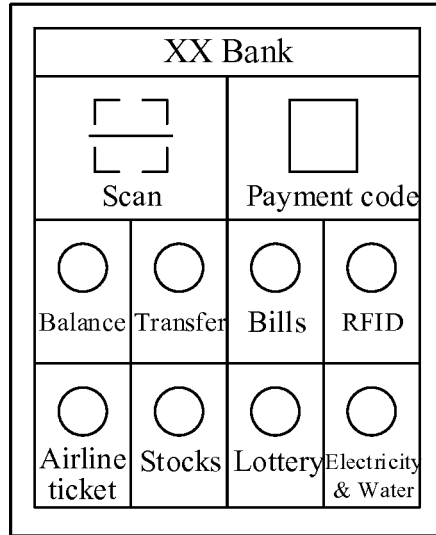 XX Bank
Scan
Payment code
Balance
Transfer
Bills
RFID
Airline
ticket
Stocks
Lottery
Electricity
& Water